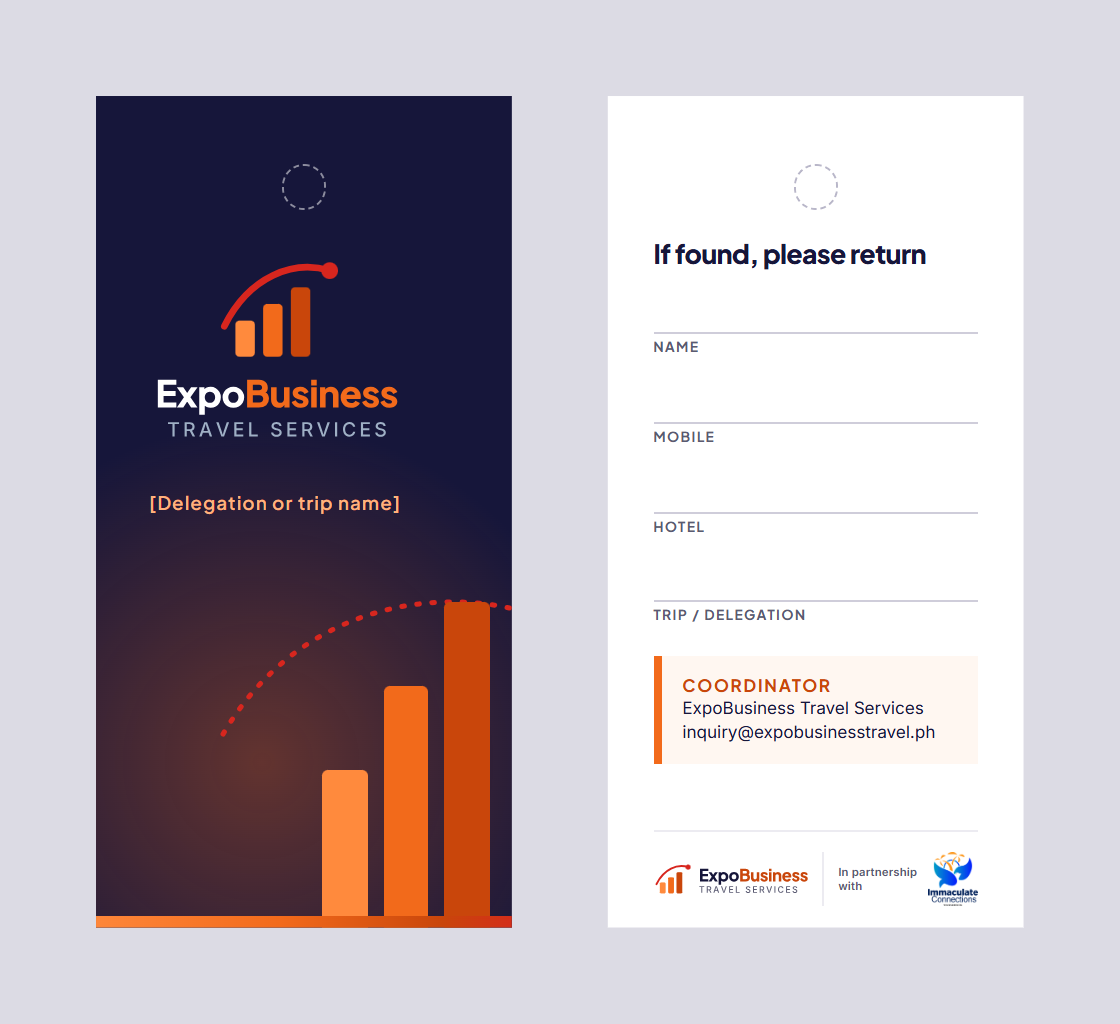 ExpoBusiness
TRAVEL SERVICES
[Delegation or trip name]
If found, please return
NAME
MOBILE
HOTEL
TRIP / DELEGATION
COORDINATOR
ExpoBusiness Travel Services
inquiry@expobusinesstravel.ph
ExpoBusiness
TRAVEL SERVICES
In partnership
with
Immaculate
Connections